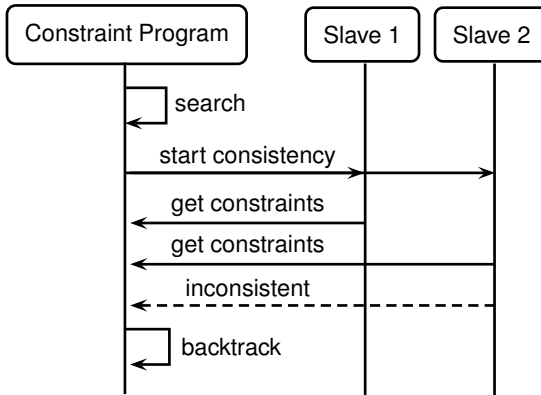 Constraint Program
Slave 1
Slave 2
search
start consistency
get constraints
get constraints
inconsistent
backtrack